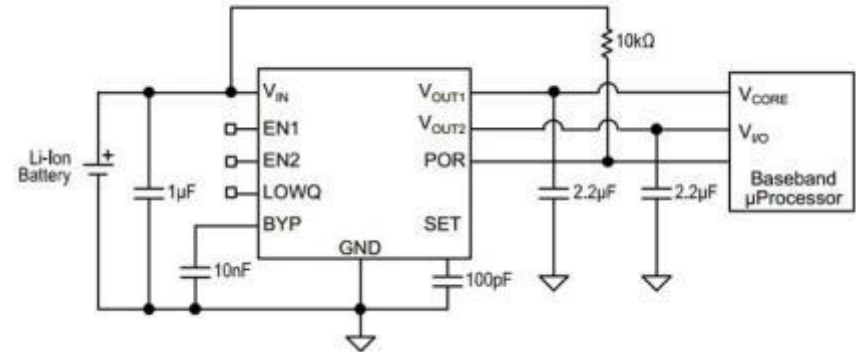 10kΩ
V_IN
V_OUT1
V_CORE
EN1
V_OUT2
V_I/O
Li-Ion
Battery
+
EN2
POR
1µF
LOWQ
2.2µF
2.2µF
Baseband
µProcessor
BYP
SET
GND
10nF
100pF